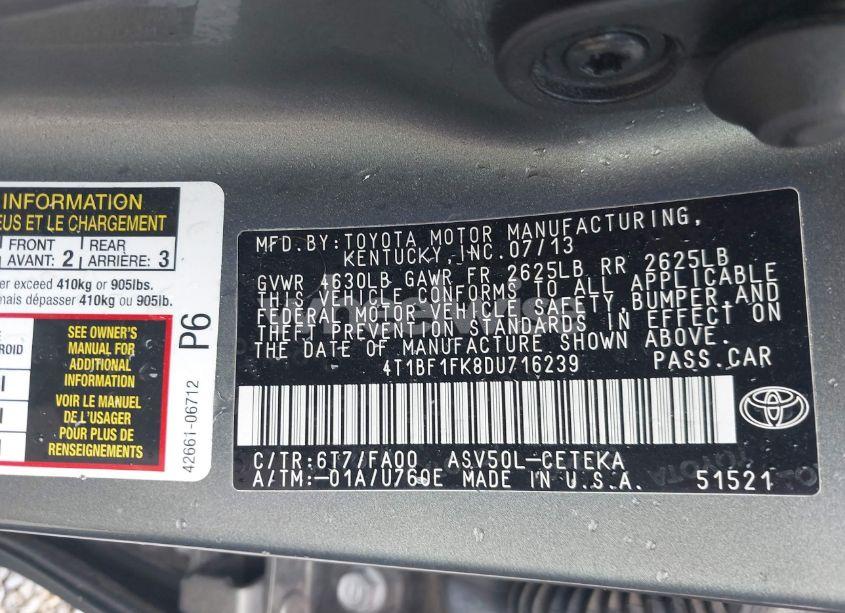 INFORMATION
EUS ET LE CHARGEMENT
FRONT
AVANT: 2
REAR
ARRIÈRE: 3
er exceed 410kg or 905lbs.
mais dépasser 410kg ou 905lb.
SEE OWNER'S
MANUAL FOR
ADDITIONAL
INFORMATION
VOIR LE MANUEL
DE L'USAGER
POUR PLUS DE
RENSEIGNEMENTS
P6
42661-06712
MFD.BY:TOYOTA MOTOR MANUFACTURING,
KENTUCKY,INC.07/13
GVWR 4630LB GAWR FR 2625LB RR 2625LB
THIS VEHICLE CONFORMS TO ALL APPLICABLE
FEDERAL MOTOR VEHICLE SAFETY,BUMPER,AND
THEFT PREVENTION STANDARDS IN EFFECT ON
THE DATE OF MANUFACTURE SHOWN ABOVE.
4T1BF1FK8DU716239 PASS.CAR
C/TR:6T7/FA00 ASV50L-CETEKA
A/TM:-01A/U760E MADE IN U.S.A. 51521